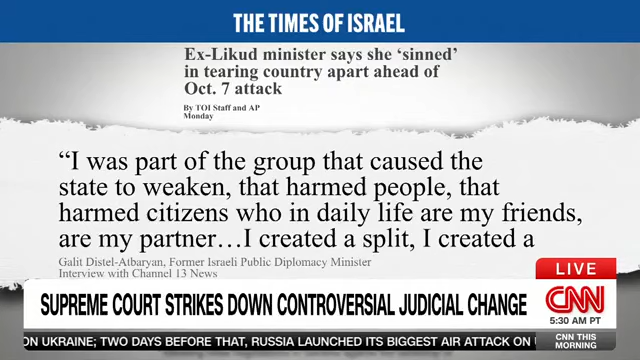 THE TIMES OF ISRAEL
Ex-Likud minister says she ‘sinned’
in tearing country apart ahead of
Oct. 7 attack
By TOI Staff and AP
Monday
“I was part of the group that caused the
state to weaken, that harmed people, that
harmed citizens who in daily life are my friends,
are my partner…I created a split, I created a
Galit Distel-Atbaryan, Former Israeli Public Diplomacy Minister
Interview with Channel 13 News
LIVE
SUPREME COURT STRIKES DOWN CONTROVERSIAL JUDICIAL CHANGE
CNN
5:30 AM PT
ON UKRAINE; TWO DAYS BEFORE THAT, RUSSIA LAUNCHED ITS BIGGEST AIR ATTACK ON
CNN THIS
MORNING